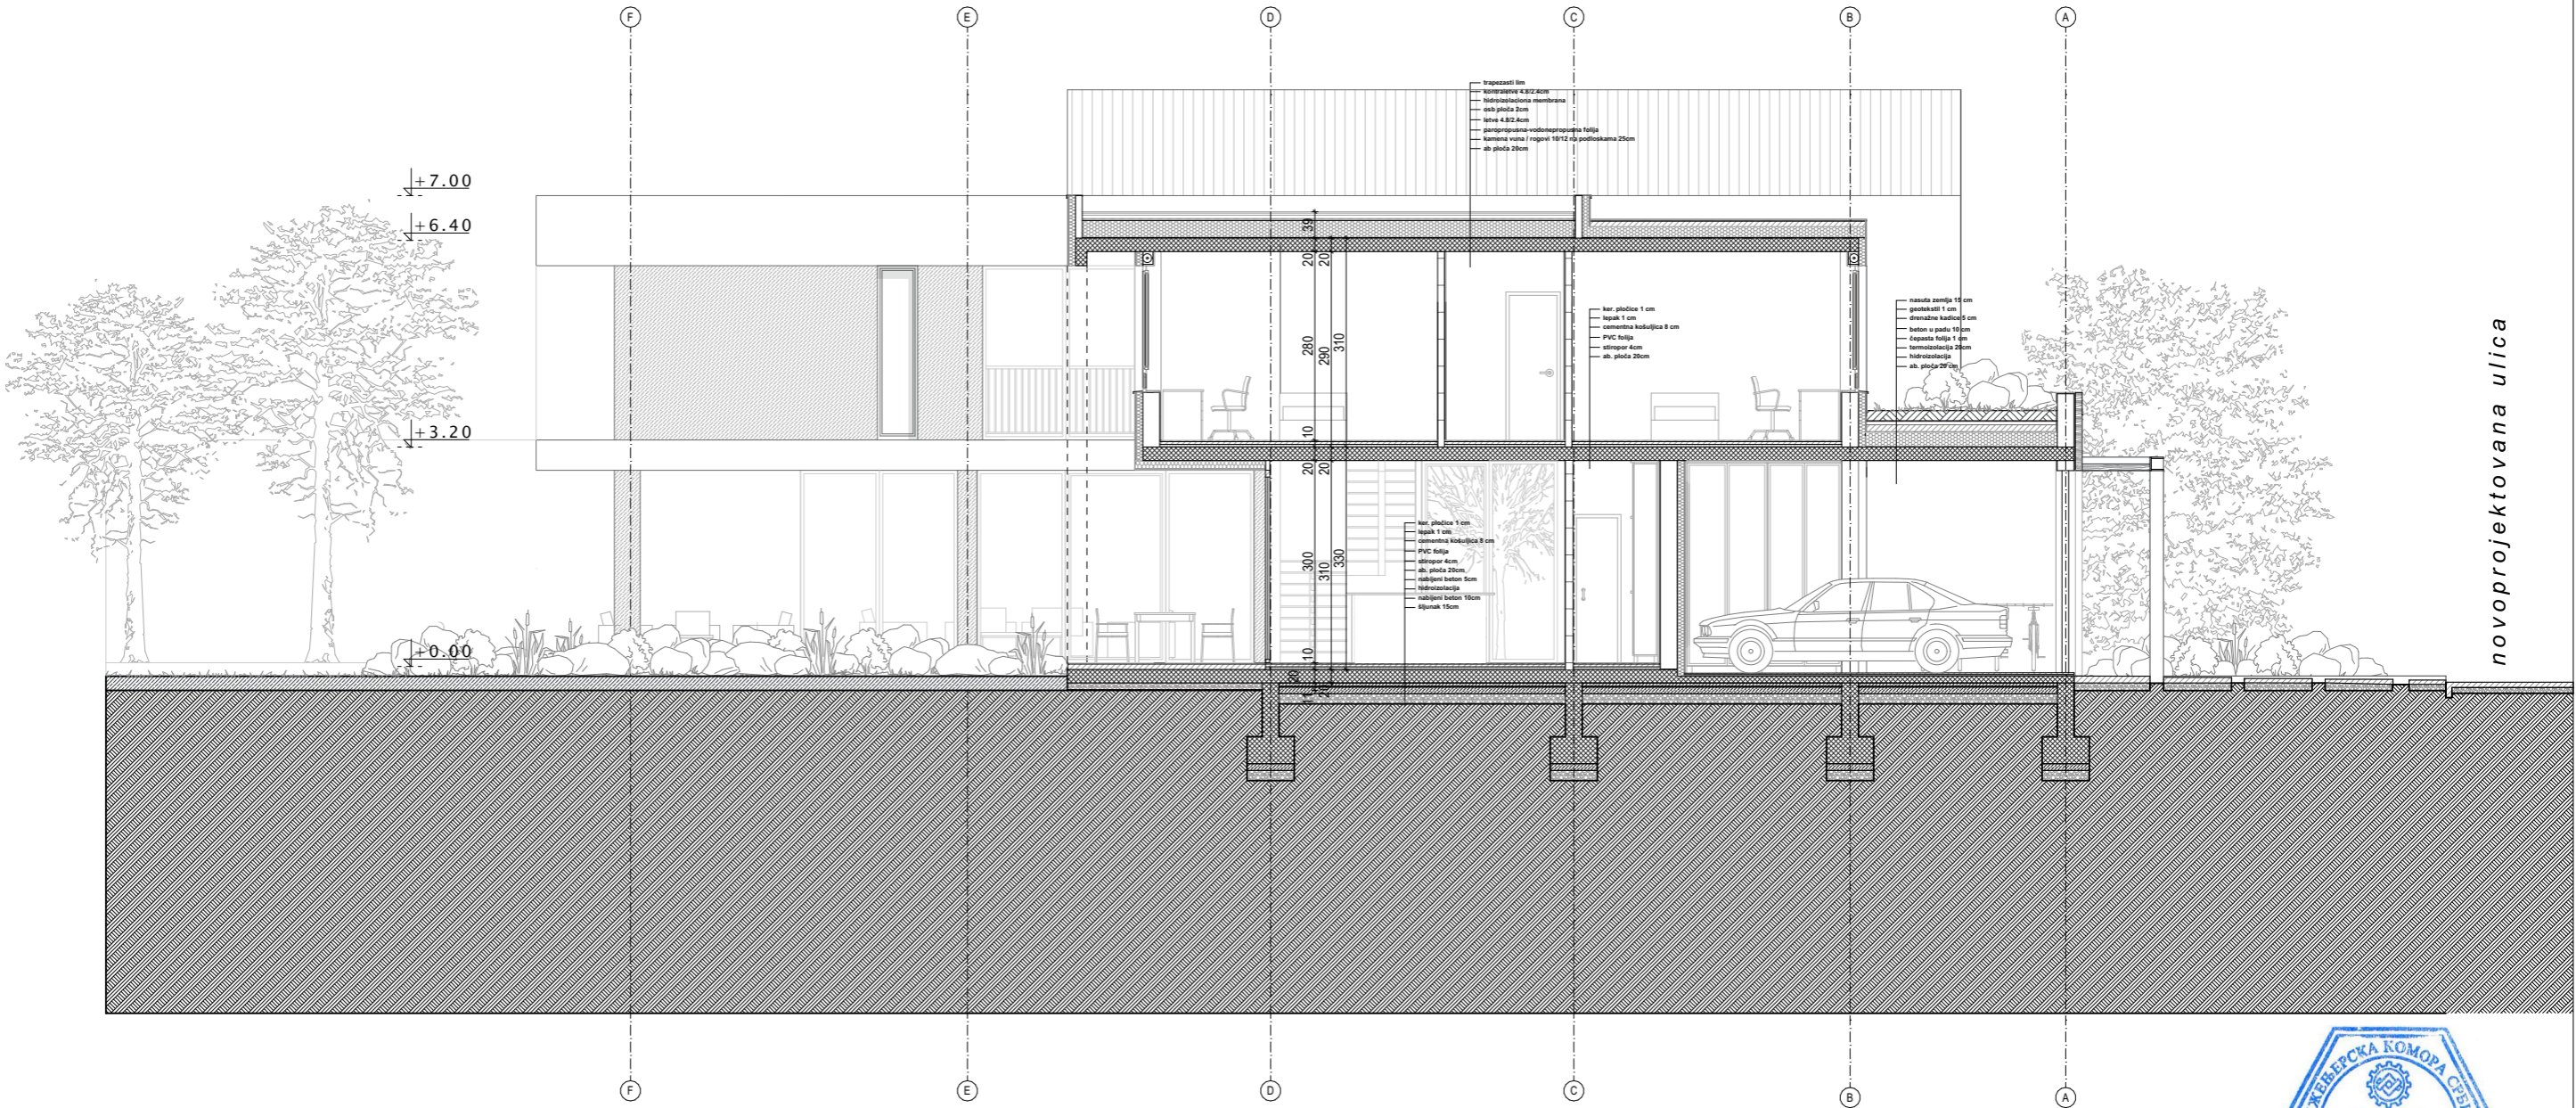 F E D C B A
trapezasti lim
kontraletve 4.8/2.4cm
hidroizolaciona membrana
osb ploča 2cm
letve 4.8/2.4cm
paropropusna-vodonepropusna folija
kamena vuna / rogovi 10/12 na podloskama 25cm
ab ploča 20cm
+7.00
+6.40
+3.20
+0.00
39
20 20
280 290 310
10
20 20
300 310 330
10
20
20
ker. pločice 1 cm
lepak 1 cm
cementna košuljica 8 cm
PVC folija
stiropor 4cm
ab. ploča 20cm
nasuta zemlja 15 cm
geotekstil 1 cm
drenažne kadice 5 cm
beton u padu 10 cm
čepasta folija 1 cm
termoizolacija 20cm
hidroizolacija
ab. ploča 20 cm
ker. pločice 1 cm
lepak 1 cm
cementna košuljica 8 cm
PVC folija
stiropor 4cm
ab. ploča 20cm
nabijeni beton 5cm
hidroizolacija
nabijeni beton 10cm
šljunak 15cm
novoprojektovana ulica
F E D C B A
КОМОРА